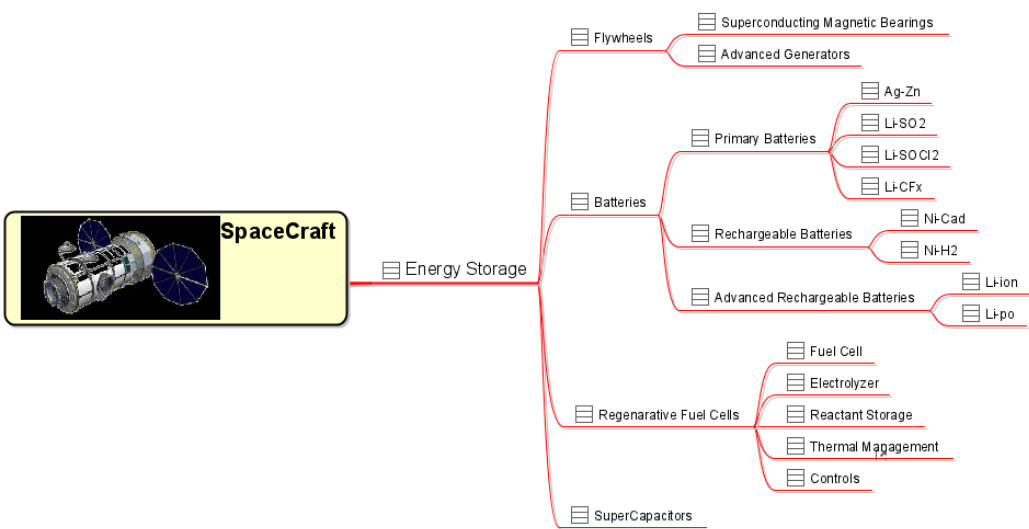 SpaceCraft
Energy Storage
Flywheels
Superconducting Magnetic Bearings
Advanced Generators
Batteries
Primary Batteries
Ag-Zn
Li-SO2
Li-SOCl2
Li-CFx
Rechargeable Batteries
Ni-Cad
Ni-H2
Advanced Rechargeable Batteries
Li-ion
Li-po
Regenarative Fuel Cells
Fuel Cell
Electrolyzer
Reactant Storage
Thermal Management
Controls
SuperCapacitors